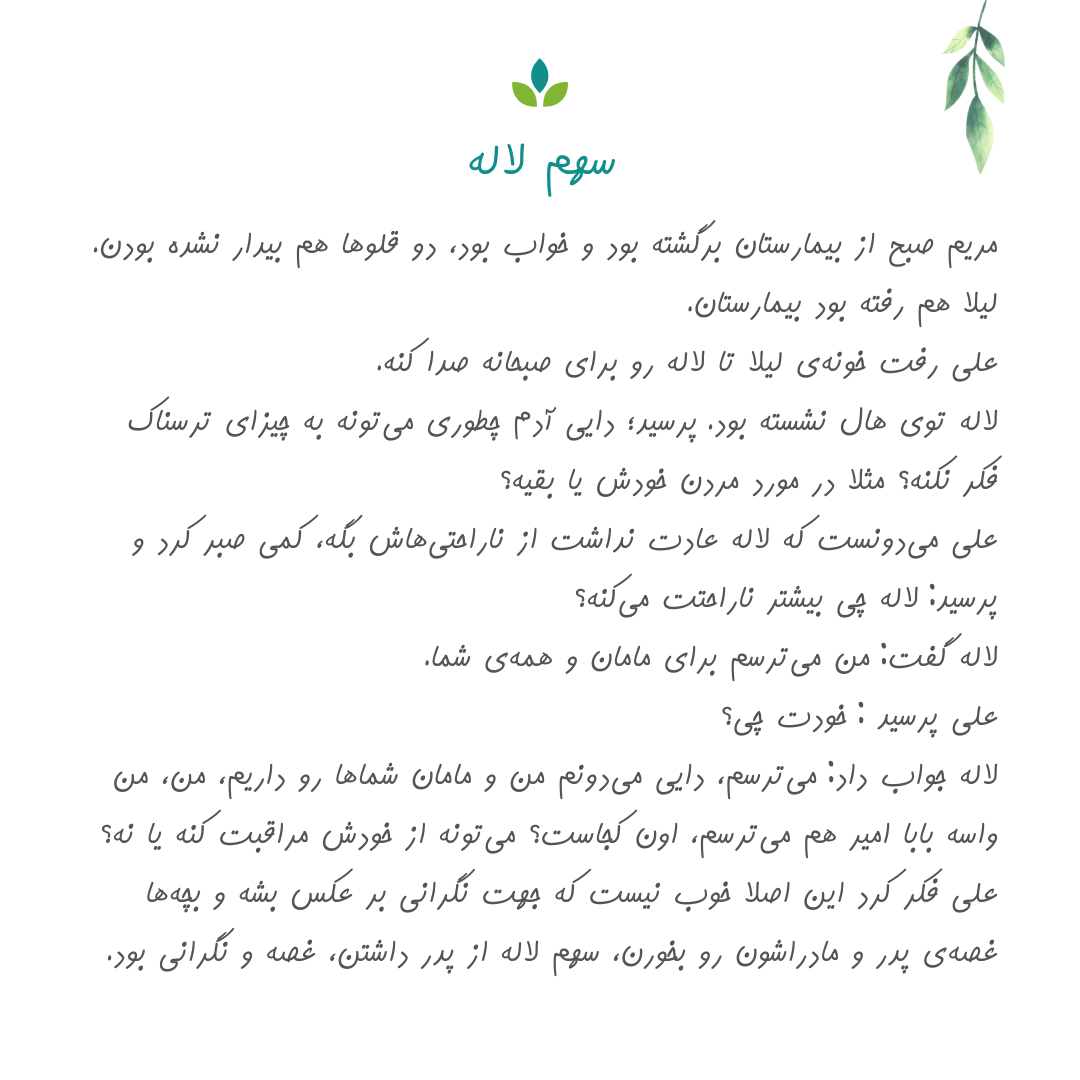 سهم لاله
مریم صبح از بیمارستان برگشته بود و خواب بود، دو قلوها هم بیدار نشده بودن.
لیلا هم رفته بود بیمارستان.
علی رفت خونه‌ی لیلا تا لاله رو برای صبحانه صدا کنه.
لاله توی هال نشسته بود. پرسید؛ دایی آدم چطوری می‌تونه به چیزای ترسناک
فکر نکنه؟ مثلا در مورد مردن خودش یا بقیه؟
علی می‌دونست که لاله عادت نداشت از ناراحتی‌هاش بگه، کمی صبر کرد و
پرسید: لاله چی بیشتر ناراحتت می‌کنه؟
لاله گفت: من می‌ترسم برای مامان و همه‌ی شما.
علی پرسید : خودت چی؟
لاله جواب داد: می‌ترسم، دایی می‌دونم من و مامان شماها رو داریم، من، من
واسه بابا امیر هم می‌ترسم، اون کجاست؟ می‌تونه از خودش مراقبت کنه یا نه؟
علی فکر کرد این اصلا خوب نیست که جهت نگرانی بر عکس بشه و بچه‌ها
غصه‌ی پدر و مادراشون رو بخورن، سهم لاله از پدر داشتن، غصه و نگرانی بود.